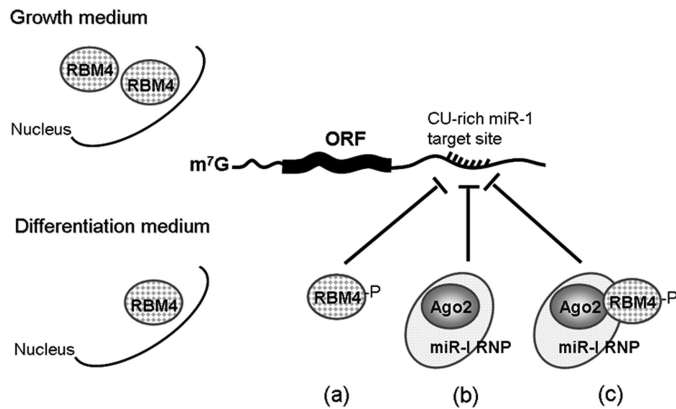 Growth medium
RBM4
RBM4
Nucleus
CU-rich miR-1
target site
ORF
m⁷G
Differentiation medium
RBM4
Nucleus
RBM4-P
Ago2
miR-I RNP
Ago2 RBM4-P
miR-I RNP
(a) (b) (c)